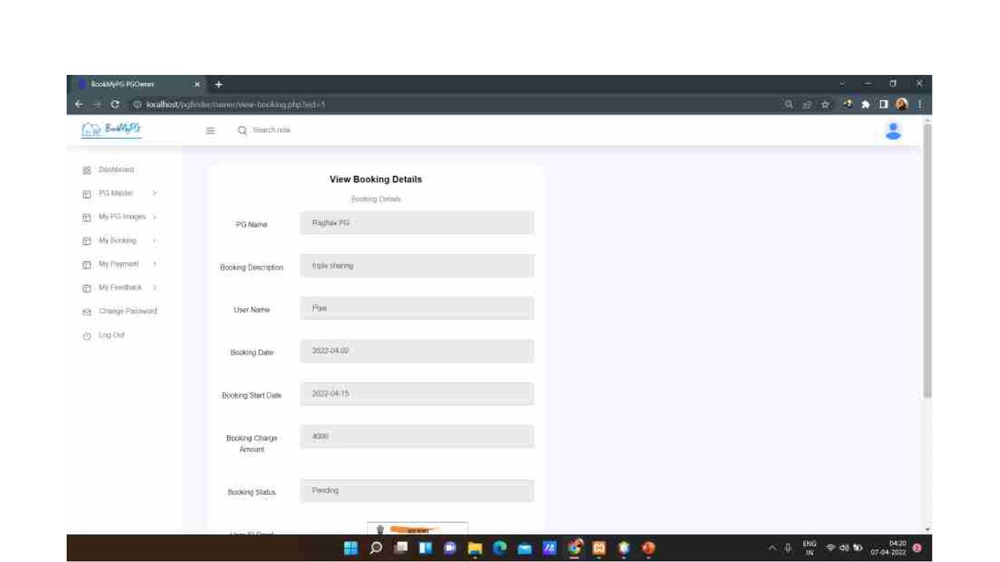 BookMyPG PGOwner
localhost/pgfinder/owner/view-booking.php?vid=1
BookMyPG
Search now
Dashboard
PG Master
My PG Images
My Booking
My Payment
My Feedback
Change Password
Log Out
View Booking Details
Booking Details
PG Name
Raghav PG
Booking Description
triple sharing
User Name
Booking Date
2022-04-02
Booking Start Date
2022-04-15
Booking Charge
Amount
4000
Booking Status
Pending
User ID Proof
ENG
IN
04:20
07-04-2022